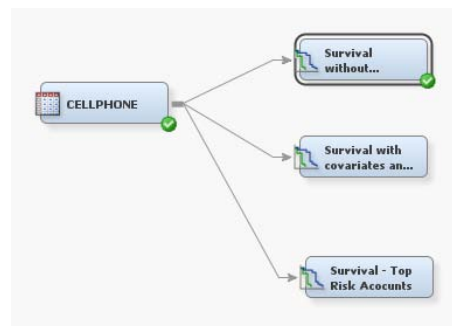 Survival
without...
CELLPHONE
Survival with
covariates an...
Survival - Top
Risk Acocunts